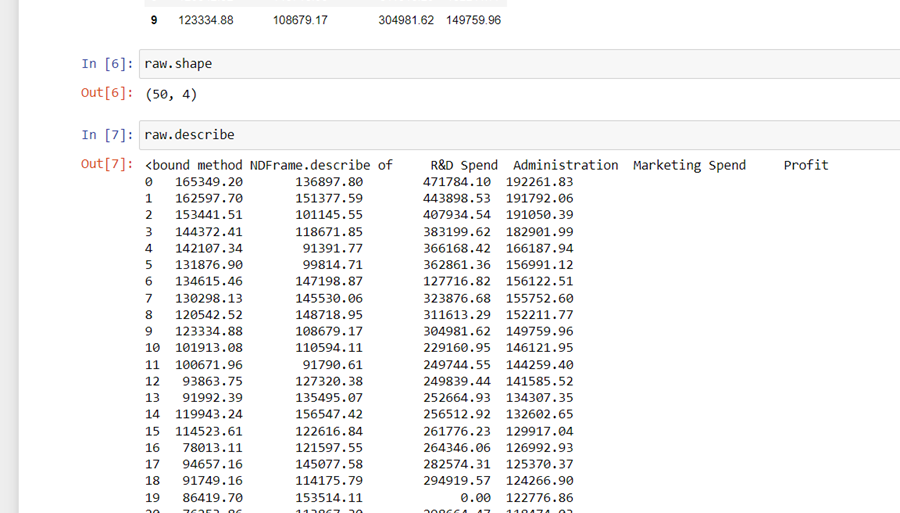 9 123334.88 108679.17 304981.62 149759.96
In [6]: raw.shape
Out[6]: (50, 4)
In [7]: raw.describe
Out[7]: <bound method NDFrame.describe of R&D Spend Administration Marketing Spend Profit
0 165349.20 136897.80 471784.10 192261.83
1 162597.70 151377.59 443898.53 191792.06
2 153441.51 101145.55 407934.54 191050.39
3 144372.41 118671.85 383199.62 182901.99
4 142107.34 91391.77 366168.42 166187.94
5 131876.90 99814.71 362861.36 156991.12
6 134615.46 147198.87 127716.82 156122.51
7 130298.13 145530.06 323876.68 155752.60
8 120542.52 148718.95 311613.29 152211.77
9 123334.88 108679.17 304981.62 149759.96
10 101913.08 110594.11 229160.95 146121.95
11 100671.96 91790.61 249744.55 144259.40
12 93863.75 127320.38 249839.44 141585.52
13 91992.39 135495.07 252664.93 134307.35
14 119943.24 156547.42 256512.92 132602.65
15 114523.61 122616.84 261776.23 129917.04
16 78013.11 121597.55 264346.06 126992.93
17 94657.16 145077.58 282574.31 125370.37
18 91749.16 114175.79 294919.57 124266.90
19 86419.70 153514.11 0.00 122776.86